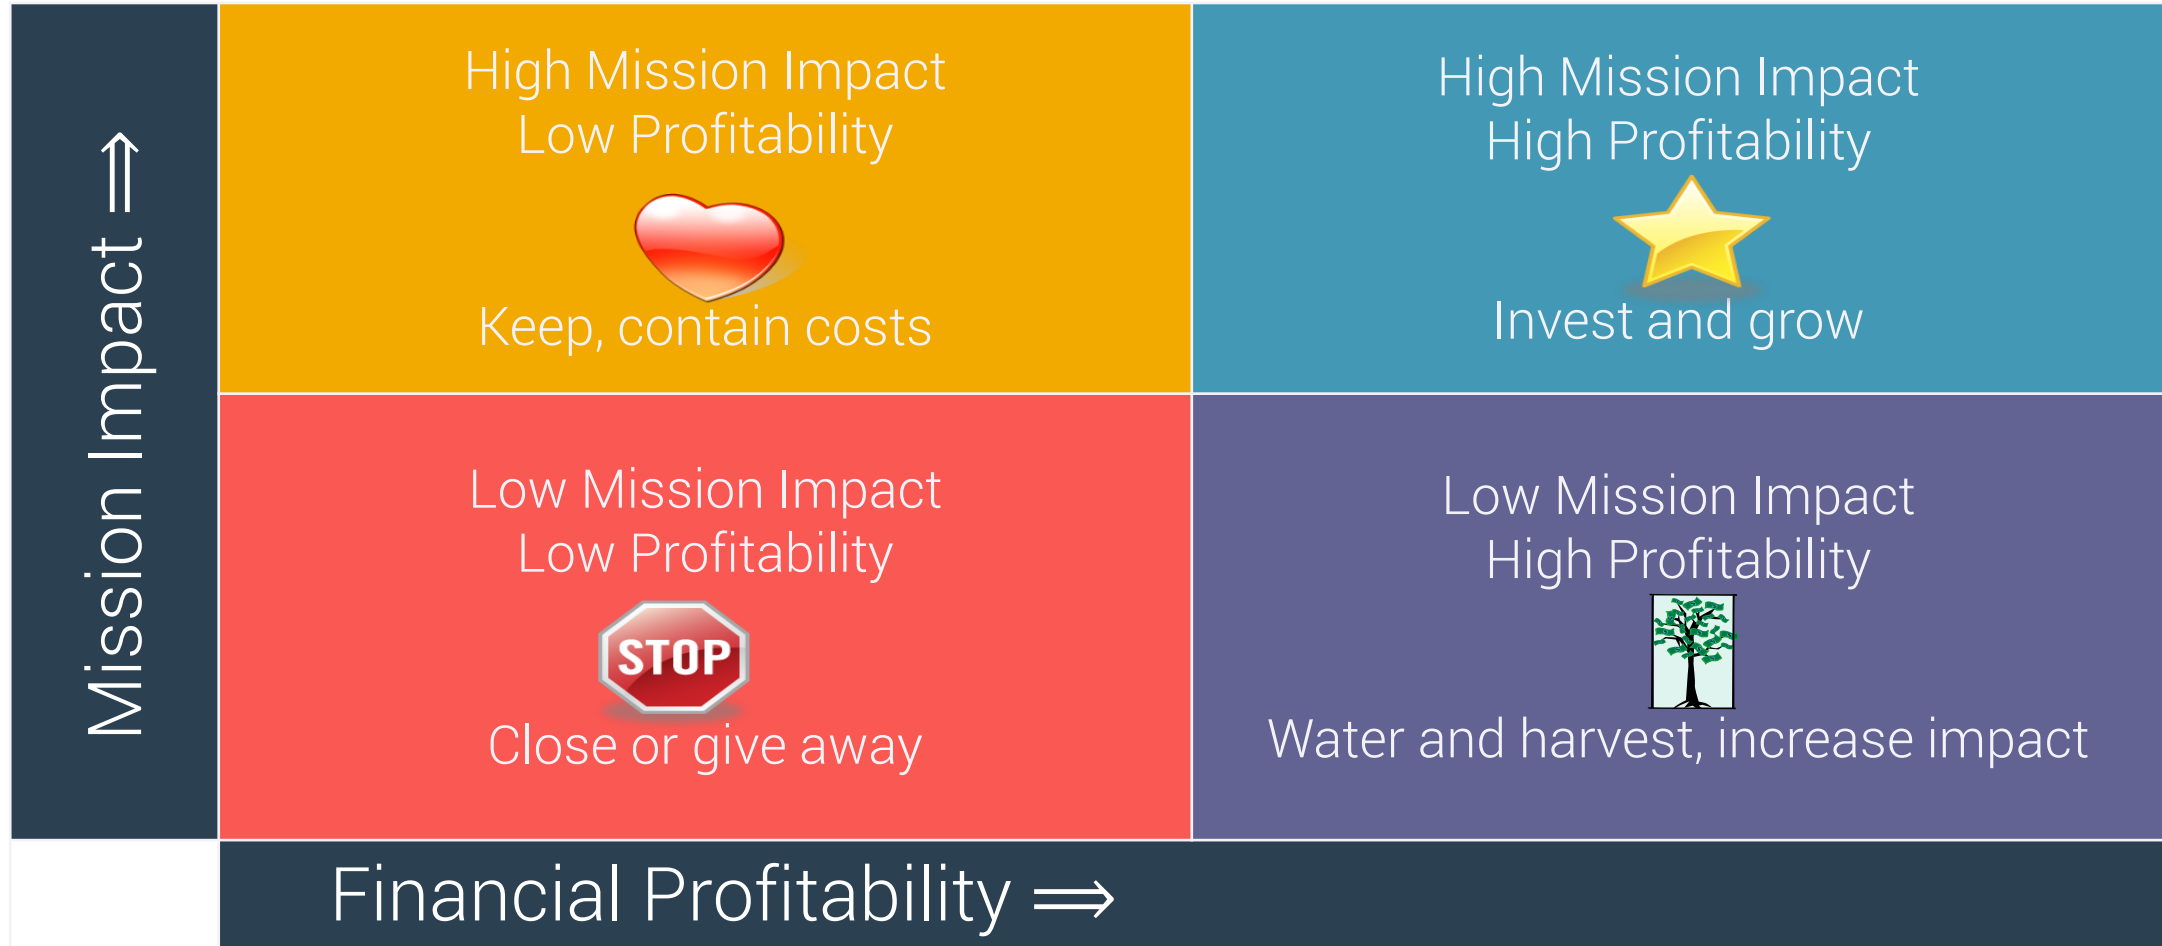 Mission Impact ⇒
High Mission Impact
Low Profitability
Keep, contain costs
High Mission Impact
High Profitability
Invest and grow
Low Mission Impact
Low Profitability
STOP
Close or give away
Low Mission Impact
High Profitability
Water and harvest, increase impact
Financial Profitability ⇒